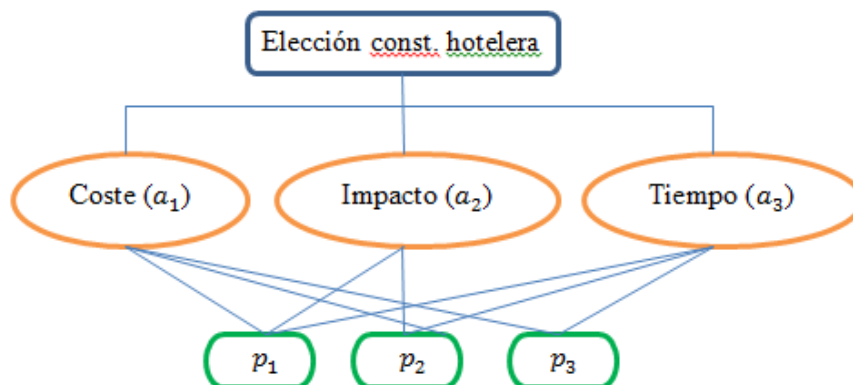 Elección const. hotelera
Coste (a₁)
Impacto (a₂)
Tiempo (a₃)
p₁
p₂
p₃